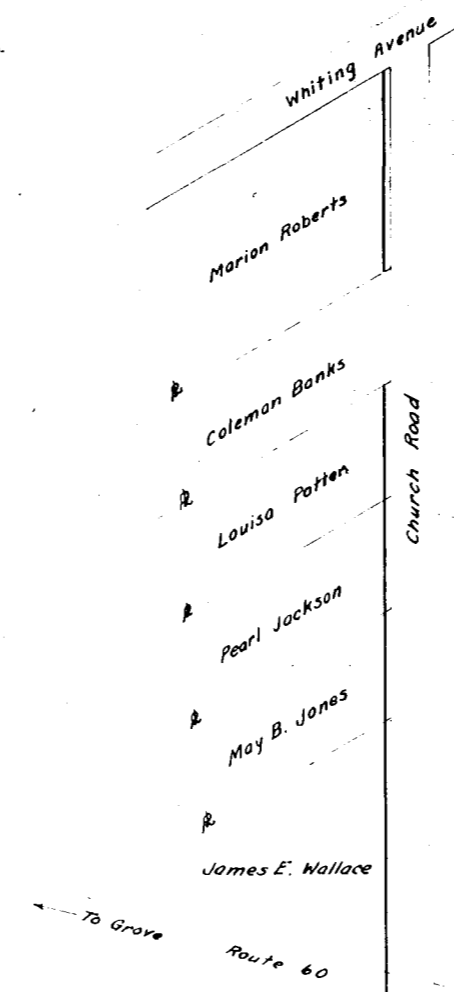 Whiting Avenue
Marion Roberts
Coleman Banks
Church Road
Louisa Patten
Pearl Jackson
May B. Jones
James E. Wallace
To Grove
Route 60